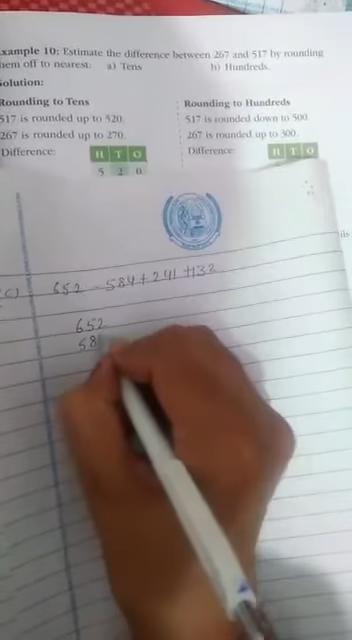 Example 10: Estimate the difference between 267 and 517 by rounding
them off to nearest: a) Tens b) Hundreds.
Solution:
Rounding to Tens
517 is rounded up to 520.
267 is rounded up to 270.
Difference: H T O
5 2 0
Rounding to Hundreds
517 is rounded down to 500.
267 is rounded up to 300.
Difference: H T O
(C) 652 - 584 + 241 + 132
652
58